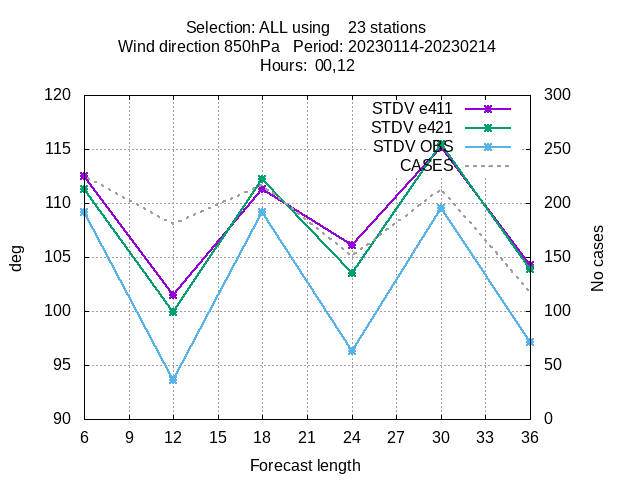 Selection: ALL using 23 stations
Wind direction 850hPa Period: 20230114-20230214
Hours: 00,12
120 300
STDV e411
STDV e421
115 250
STDV OBS
CASES
110 200
105 150
100 100
95 50
90 0
deg
No cases
6 9 12 15 18 21 24 27 30 33 36
Forecast length